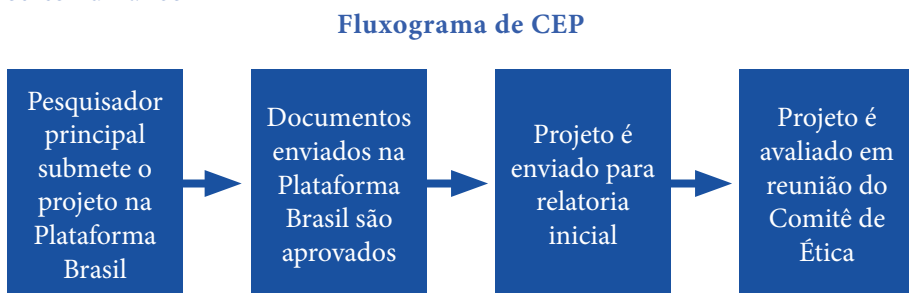 Fluxograma de CEP
Pesquisador
principal
submete o
projeto na
Plataforma
Brasil
Documentos
enviados na
Plataforma
Brasil são
aprovados
Projeto é
enviado para
relatoria
inicial
Projeto é
avaliado em
reunião do
Comitê de
Ética